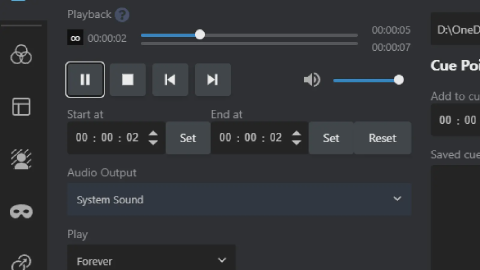 Playback ?
00:00:05
∞ 00:00:02
00:00:07
D:\OneD
Cue Poi
Start at
End at
Add to cu
00 : 00 : 02
Set
00 : 00 : 02
Set
Reset
00 : 00
Audio Output
Saved cue
System Sound
Play
Forever